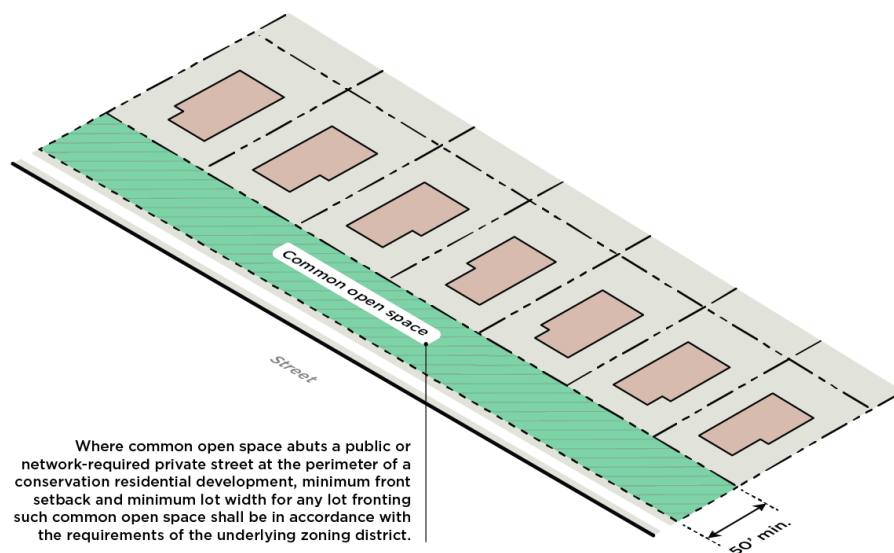 Common open space
Street
Where common open space abuts a public or
network-required private street at the perimeter of a
conservation residential development, minimum front
setback and minimum lot width for any lot fronting
such common open space shall be in accordance with
the requirements of the underlying zoning district.
50' min.